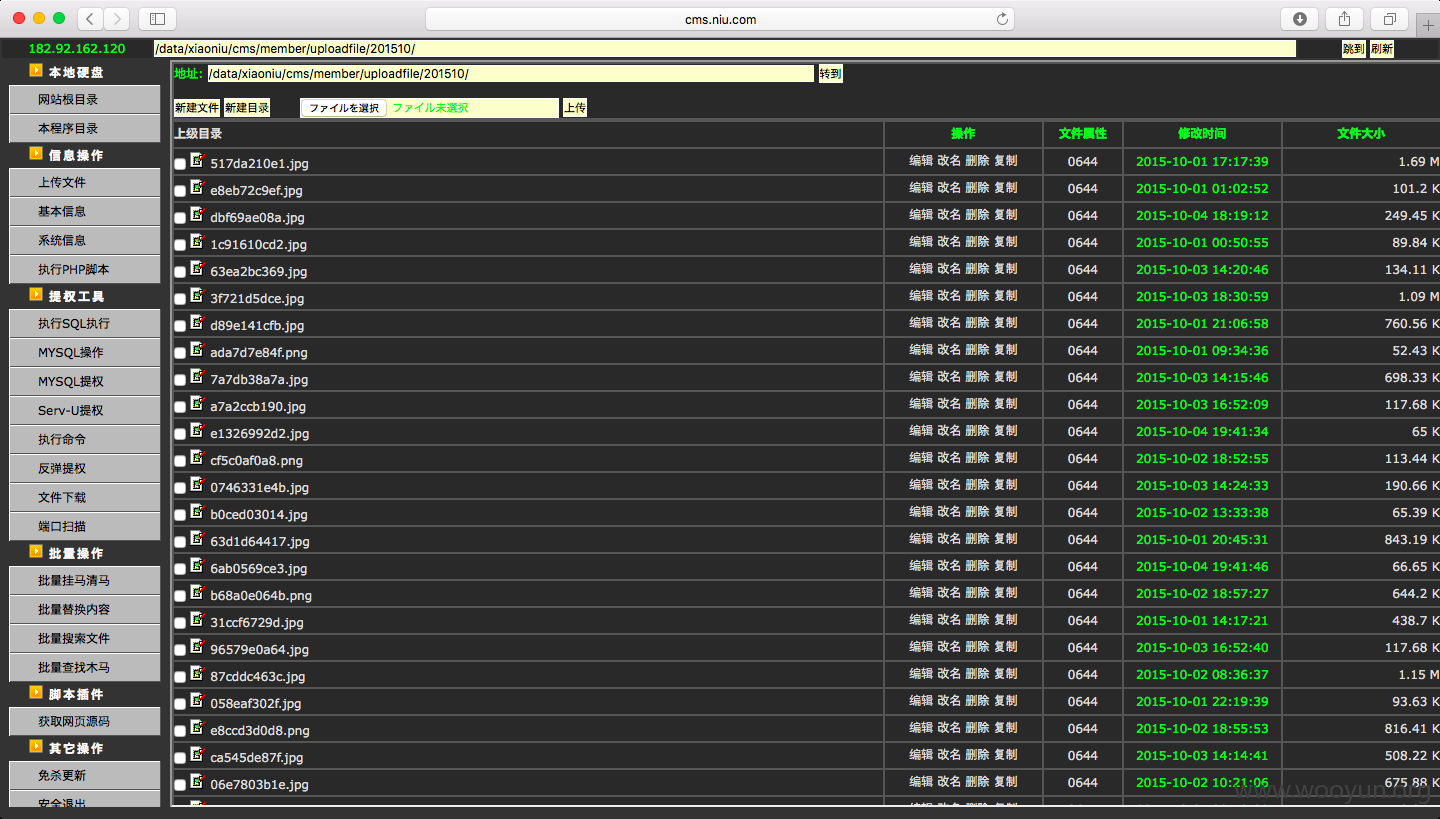 cms.niu.com
182.92.162.120 /data/xiaoniu/cms/member/uploadfile/201510/ 跳到 刷新
本地硬盘
网站根目录
本程序目录
信息操作
上传文件
基本信息
系统信息
执行PHP脚本
提权工具
执行SQL执行
MYSQL操作
MYSQL提权
Serv-U提权
执行命令
反弹提权
文件下载
端口扫描
批量操作
批量挂马清马
批量替换内容
批量搜索文件
批量查找木马
脚本插件
获取网页源码
其它操作
免杀更新
安全退出
地址: /data/xiaoniu/cms/member/uploadfile/201510/ 转到
新建文件 新建目录 ファイルを選択 ファイル未選択 上传
上级目录 操作 文件属性 修改时间 文件大小
517da210e1.jpg 编辑 改名 删除 复制 0644 2015-10-01 17:17:39 1.69 M
e8eb72c9ef.jpg 编辑 改名 删除 复制 0644 2015-10-01 01:02:52 101.2 K
dbf69ae08a.jpg 编辑 改名 删除 复制 0644 2015-10-04 18:19:12 249.45 K
1c91610cd2.jpg 编辑 改名 删除 复制 0644 2015-10-01 00:50:55 89.84 K
63ea2bc369.jpg 编辑 改名 删除 复制 0644 2015-10-03 14:20:46 134.11 K
3f721d5dce.jpg 编辑 改名 删除 复制 0644 2015-10-03 18:30:59 1.09 M
d89e141cfb.jpg 编辑 改名 删除 复制 0644 2015-10-01 21:06:58 760.56 K
ada7d7e84f.png 编辑 改名 删除 复制 0644 2015-10-01 09:34:36 52.43 K
7a7db38a7a.jpg 编辑 改名 删除 复制 0644 2015-10-03 14:15:46 698.33 K
a7a2ccb190.jpg 编辑 改名 删除 复制 0644 2015-10-03 16:52:09 117.68 K
e1326992d2.jpg 编辑 改名 删除 复制 0644 2015-10-04 19:41:34 65 K
cf5c0af0a8.png 编辑 改名 删除 复制 0644 2015-10-02 18:52:55 113.44 K
0746331e4b.jpg 编辑 改名 删除 复制 0644 2015-10-03 14:24:33 190.66 K
b0ced03014.jpg 编辑 改名 删除 复制 0644 2015-10-02 13:33:38 65.39 K
63d1d64417.jpg 编辑 改名 删除 复制 0644 2015-10-01 20:45:31 843.19 K
6ab0569ce3.jpg 编辑 改名 删除 复制 0644 2015-10-04 19:41:46 66.65 K
b68a0e064b.png 编辑 改名 删除 复制 0644 2015-10-02 18:57:27 644.2 K
31ccf6729d.jpg 编辑 改名 删除 复制 0644 2015-10-01 14:17:21 438.7 K
96579e0a64.jpg 编辑 改名 删除 复制 0644 2015-10-03 16:52:40 117.68 K
87cddc463c.jpg 编辑 改名 删除 复制 0644 2015-10-02 08:36:37 1.15 M
058eaf302f.jpg 编辑 改名 删除 复制 0644 2015-10-01 22:19:39 93.63 K
e8ccd3d0d8.png 编辑 改名 删除 复制 0644 2015-10-02 18:55:53 816.41 K
ca545de87f.jpg 编辑 改名 删除 复制 0644 2015-10-03 14:14:41 508.22 K
06e7803b1e.jpg 编辑 改名 删除 复制 0644 2015-10-02 10:21:06 675.88 K
www.wooyun.org